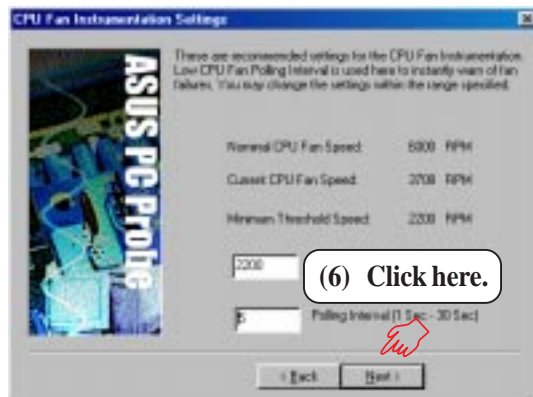 CPU Fan Instrumentation Settings
ASUS PC Probe
These are recommended settings for the CPU Fan Instrumentation.
Low CPU Fan Polling Interval is used here to instantly warn of fan
failures. You may change the settings within the range specified.
Nominal CPU Fan Speed: 6000 RPM
Current CPU Fan Speed: 3708 RPM
Minimum Threshold Speed: 2200 RPM
2200
(6) Click here.
5 Polling Interval (1 Sec - 30 Sec)
< Back Next >